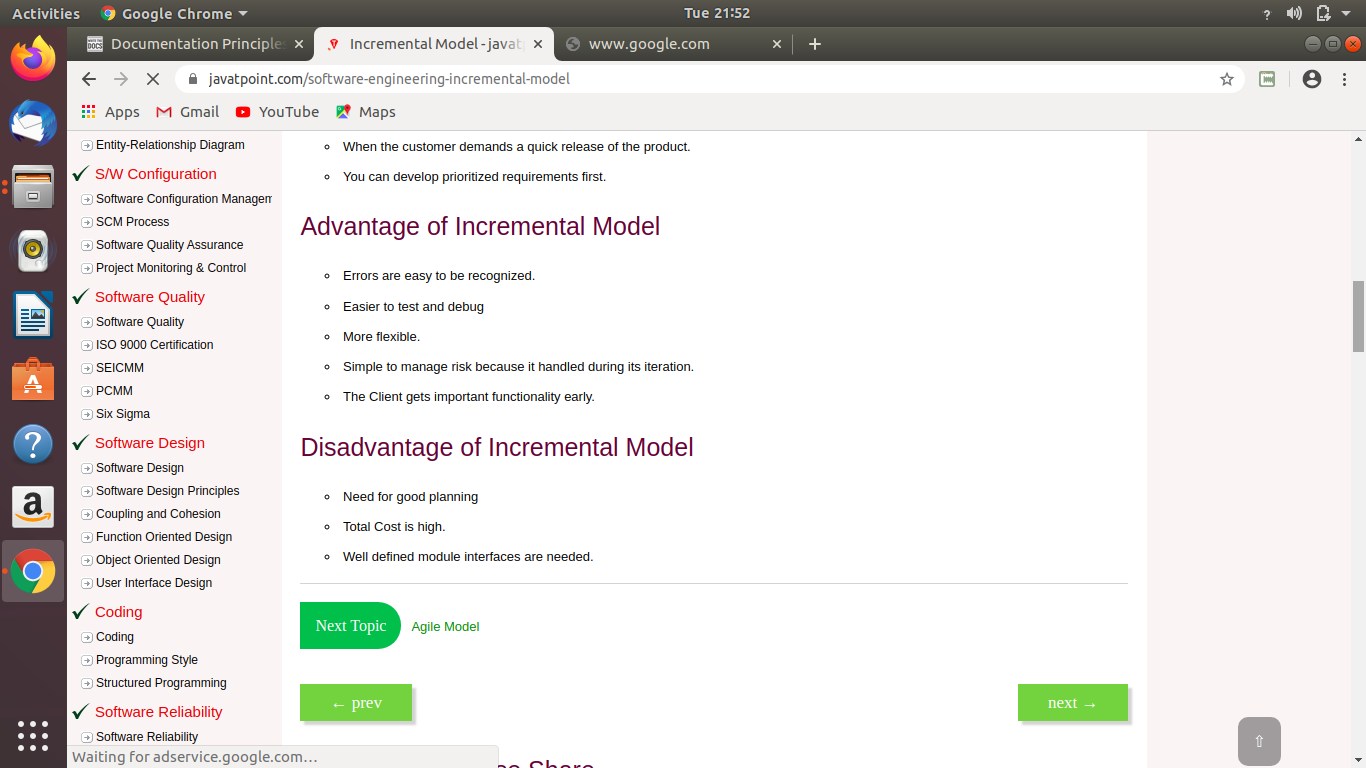 Activities
Google Chrome
Tue 21:52
WRITE THE DOCS
Documentation Principles
Incremental Model - javatp
www.google.com
javatpoint.com/software-engineering-incremental-model
Apps
Gmail
YouTube
Maps
Entity-Relationship Diagram
S/W Configuration
Software Configuration Managem
SCM Process
Software Quality Assurance
Project Monitoring & Control
Software Quality
Software Quality
ISO 9000 Certification
SEICMM
PCMM
Six Sigma
Software Design
Software Design
Software Design Principles
Coupling and Cohesion
Function Oriented Design
Object Oriented Design
User Interface Design
Coding
Coding
Programming Style
Structured Programming
Software Reliability
Software Reliability
When the customer demands a quick release of the product.
You can develop prioritized requirements first.
Advantage of Incremental Model
Errors are easy to be recognized.
Easier to test and debug
More flexible.
Simple to manage risk because it handled during its iteration.
The Client gets important functionality early.
Disadvantage of Incremental Model
Need for good planning
Total Cost is high.
Well defined module interfaces are needed.
Next Topic
Agile Model
← prev
next →
Share
Waiting for adservice.google.com…